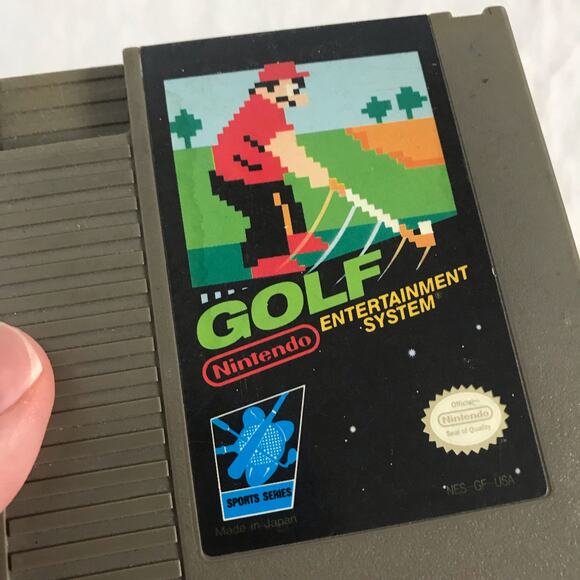 GOLF
Nintendo®
ENTERTAINMENT
SYSTEM®
Official
Nintendo
Seal of Quality
SPORTS SERIES
NES-GF-USA
Made in Japan